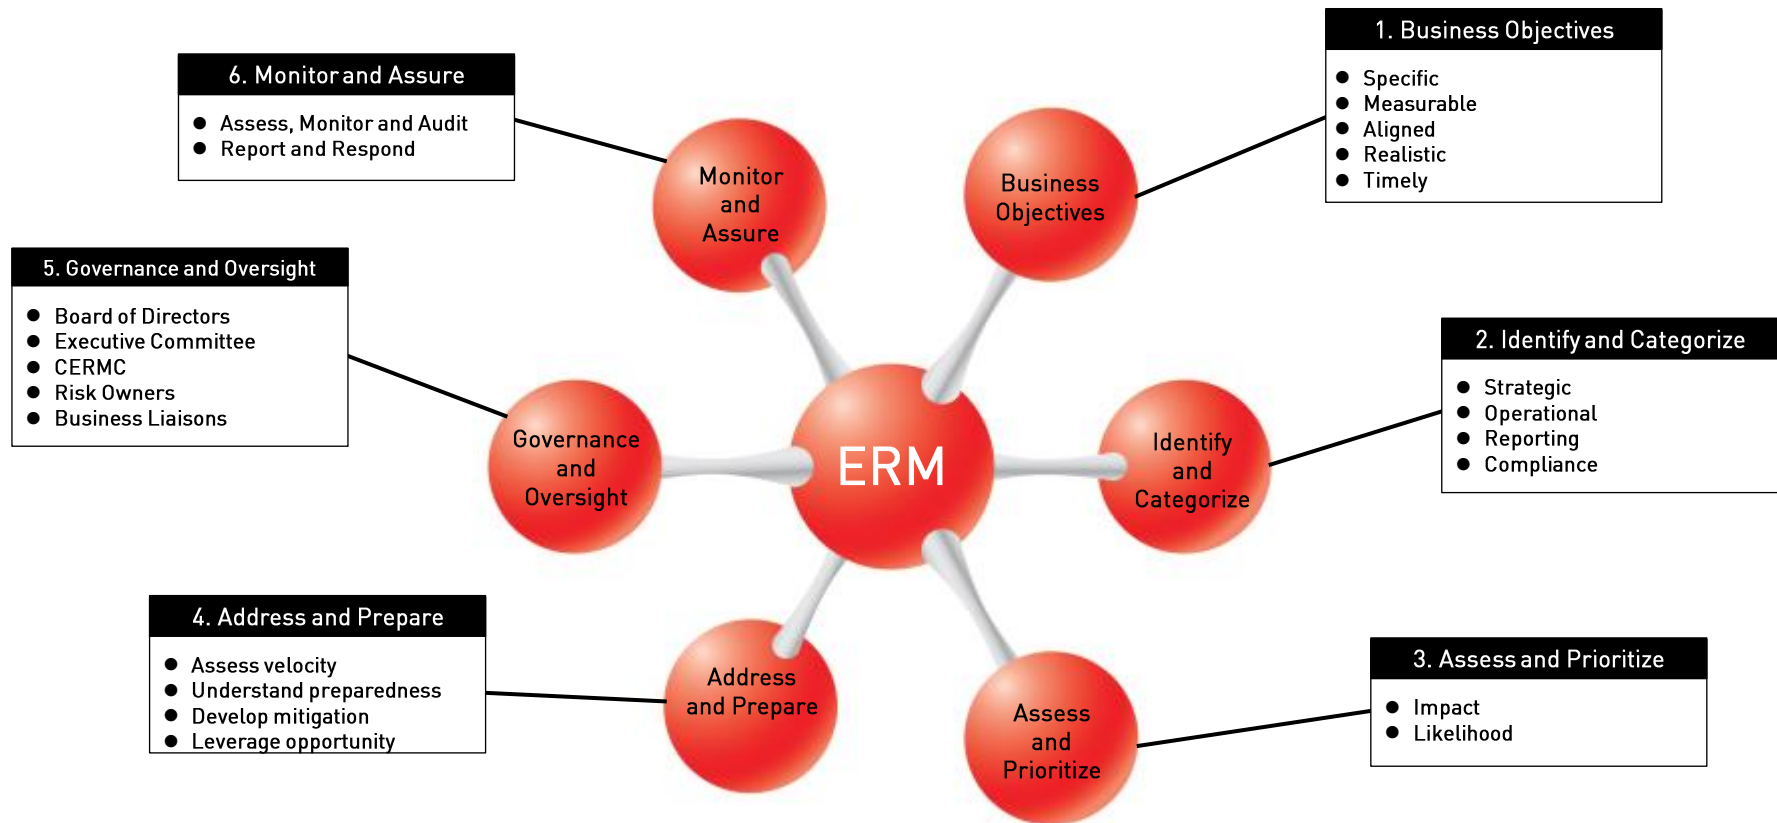 1. Business Objectives
Specific
Measurable
Aligned
Realistic
Timely
2. Identify and Categorize
Strategic
Operational
Reporting
Compliance
3. Assess and Prioritize
Impact
Likelihood
4. Address and Prepare
Assess velocity
Understand preparedness
Develop mitigation
Leverage opportunity
5. Governance and Oversight
Board of Directors
Executive Committee
CERMC
Risk Owners
Business Liaisons
6. Monitor and Assure
Assess, Monitor and Audit
Report and Respond
ERM
Business
Objectives
Identify
and
Categorize
Assess
and
Prioritize
Address
and Prepare
Governance
and
Oversight
Monitor
and
Assure